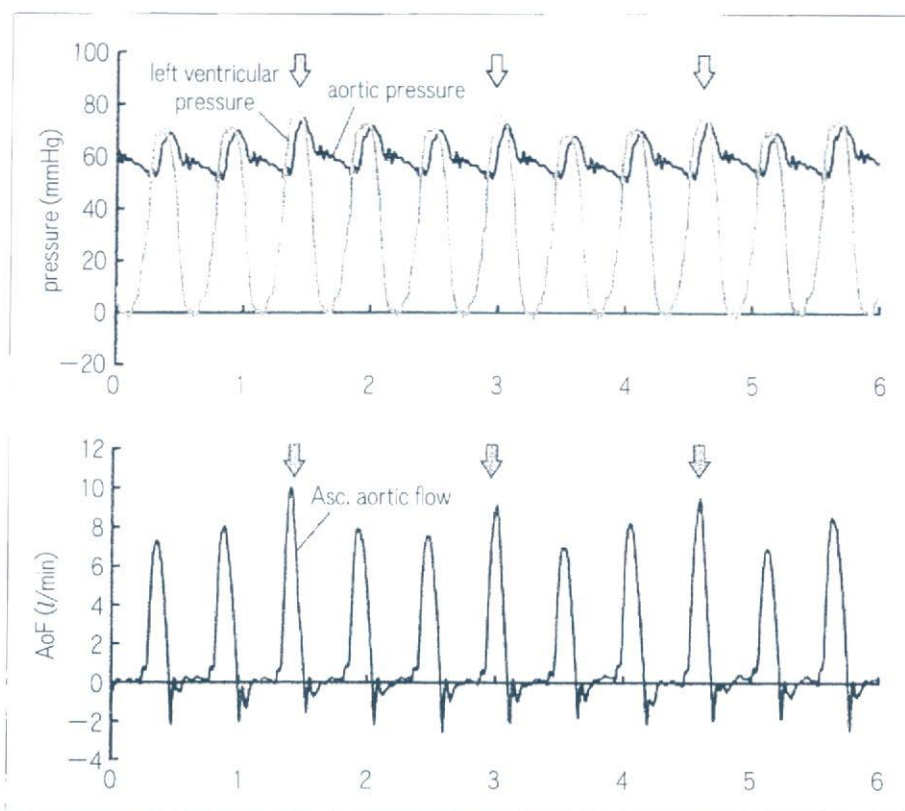 100
80
60
40
20
0
−20
pressure (mmHg)
left ventricular
pressure
aortic pressure
0 1 2 3 4 5 6
12
10
8
6
4
2
0
−2
−4
AoF (l/min)
Asc. aortic flow
0 1 2 3 4 5 6